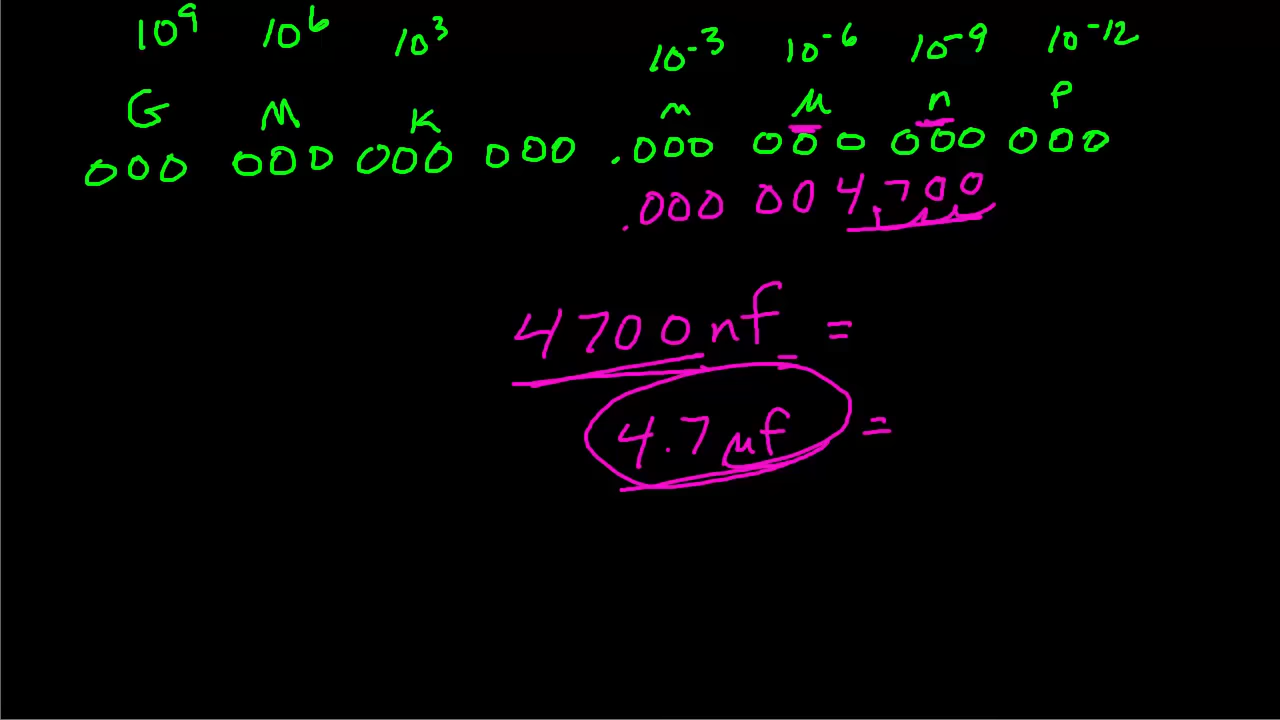 10⁹ 10⁶ 10³ 10⁻³ 10⁻⁶ 10⁻⁹ 10⁻¹²
G M K m μ n P
000 000 000 000 .000 000 000 000
.000 004,700
4700nf =
4.7μf =